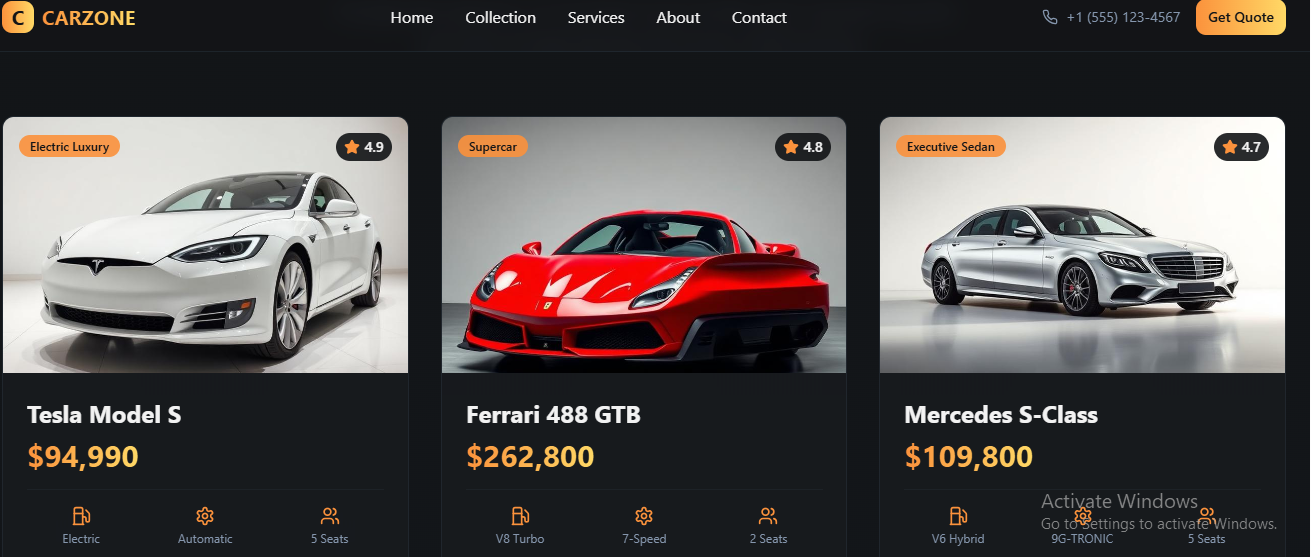 C CARZONE
Home Collection Services About Contact
+1 (555) 123-4567
Get Quote
Electric Luxury
4.9
Supercar
4.8
Executive Sedan
4.7
Tesla Model S
$94,990
Electric Automatic 5 Seats
Ferrari 488 GTB
$262,800
V8 Turbo 7-Speed 2 Seats
Mercedes S-Class
$109,800
V6 Hybrid 9G-TRONIC 5 Seats
Activate Windows
Go to Settings to activate Windows.